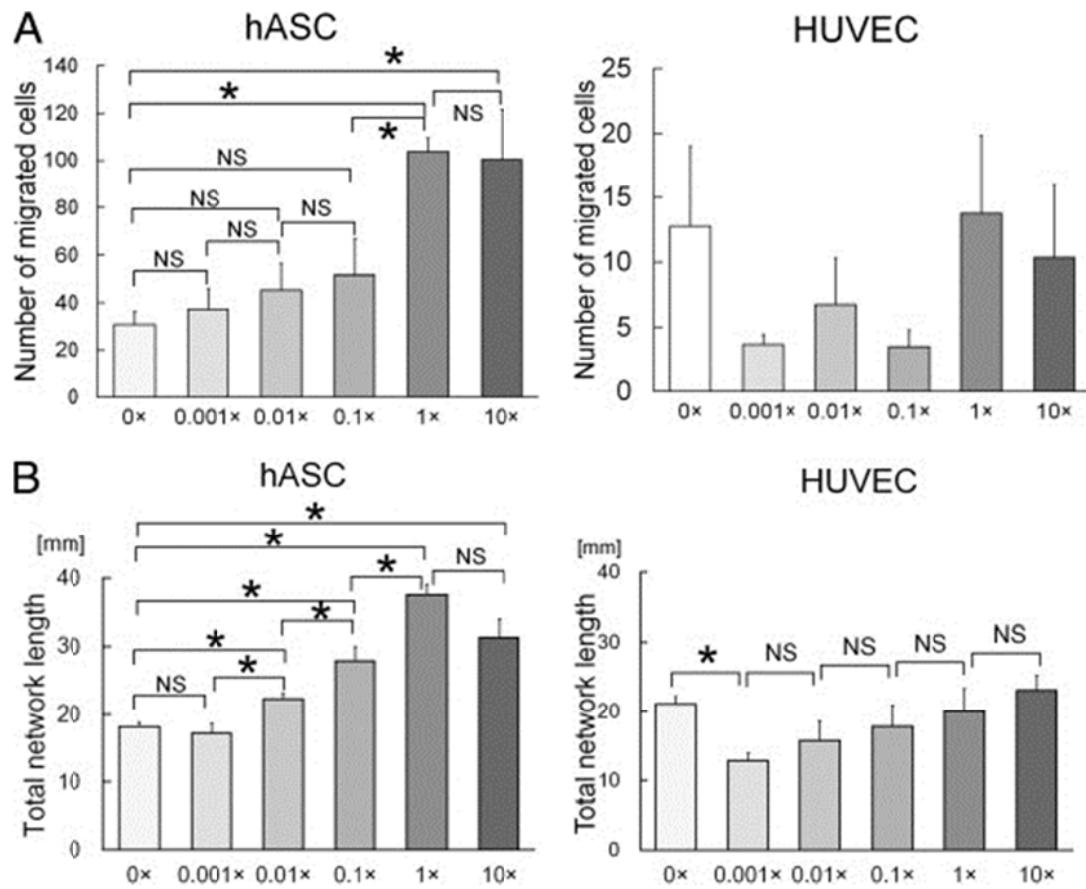 A
hASC
HUVEC
Number of migrated cells
140
120
100
80
60
40
20
0
*
*
NS
*
NS
NS
NS
NS
NS
0× 0.001× 0.01× 0.1× 1× 10×
Number of migrated cells
25
20
15
10
5
0
0× 0.001× 0.01× 0.1× 1× 10×
B
hASC
HUVEC
[mm]
Total network length
40
30
20
10
0
*
*
NS
*
*
*
*
*
NS
0× 0.001× 0.01× 0.1× 1× 10×
[mm]
Total network length
40
30
20
10
0
* NS NS NS NS
0× 0.001× 0.01× 0.1× 1× 10×